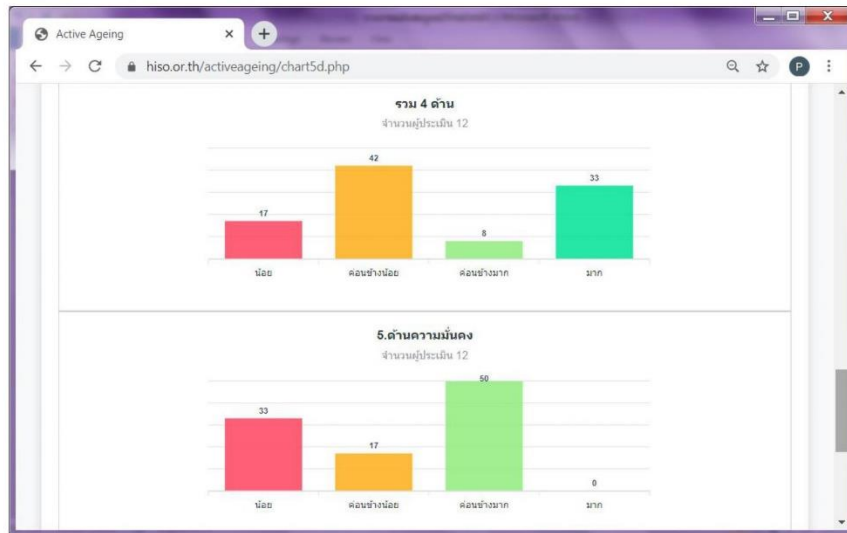 Active Ageing
hiso.or.th/activeageing/chart5d.php
P
รวม 4 ด้าน
จำนวนผู้ประเมิน 12
42
33
17
8
น้อย ค่อนข้างน้อย ค่อนข้างมาก มาก
5.ด้านความมั่นคง
จำนวนผู้ประเมิน 12
50
33
17
0
น้อย ค่อนข้างน้อย ค่อนข้างมาก มาก